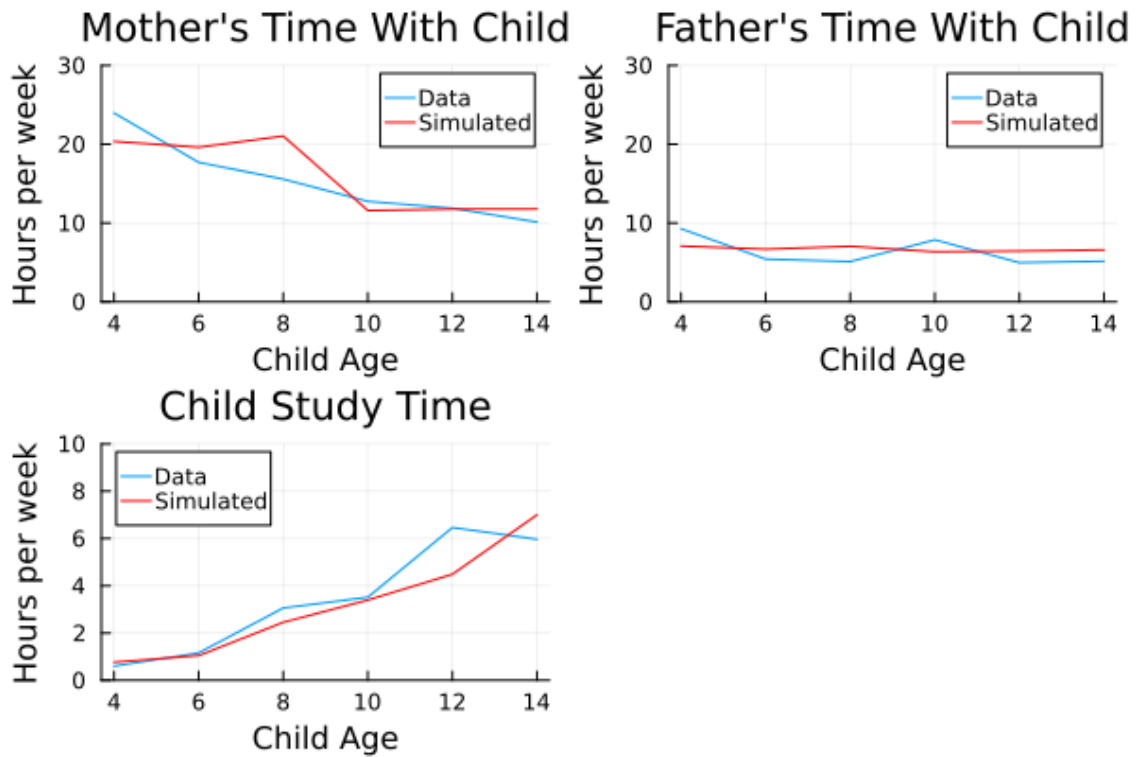 Mother's Time With Child
Hours per week
30
20
10
0
Data
Simulated
4 6 8 10 12 14
Child Age
Father's Time With Child
Hours per week
30
20
10
0
Data
Simulated
4 6 8 10 12 14
Child Age
Child Study Time
Hours per week
10
8
6
4
2
0
Data
Simulated
4 6 8 10 12 14
Child Age